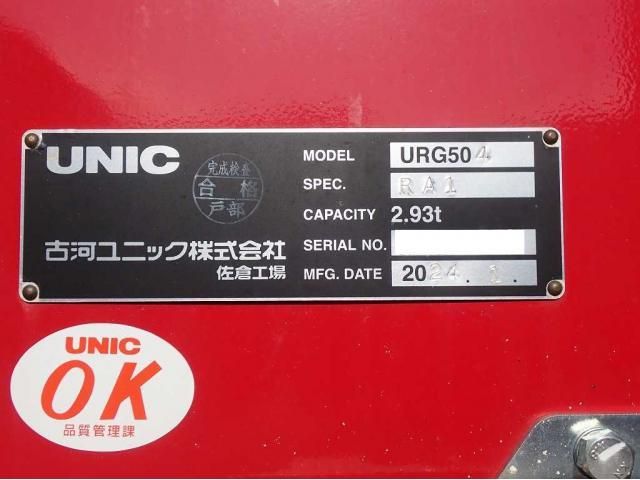 UNIC
完成検査
合格
戸部
古河ユニック株式会社
佐倉工場
MODEL URG504
SPEC. RA1
CAPACITY 2.93t
SERIAL NO.
MFG. DATE 2024.1.
UNIC
OK
品質管理課